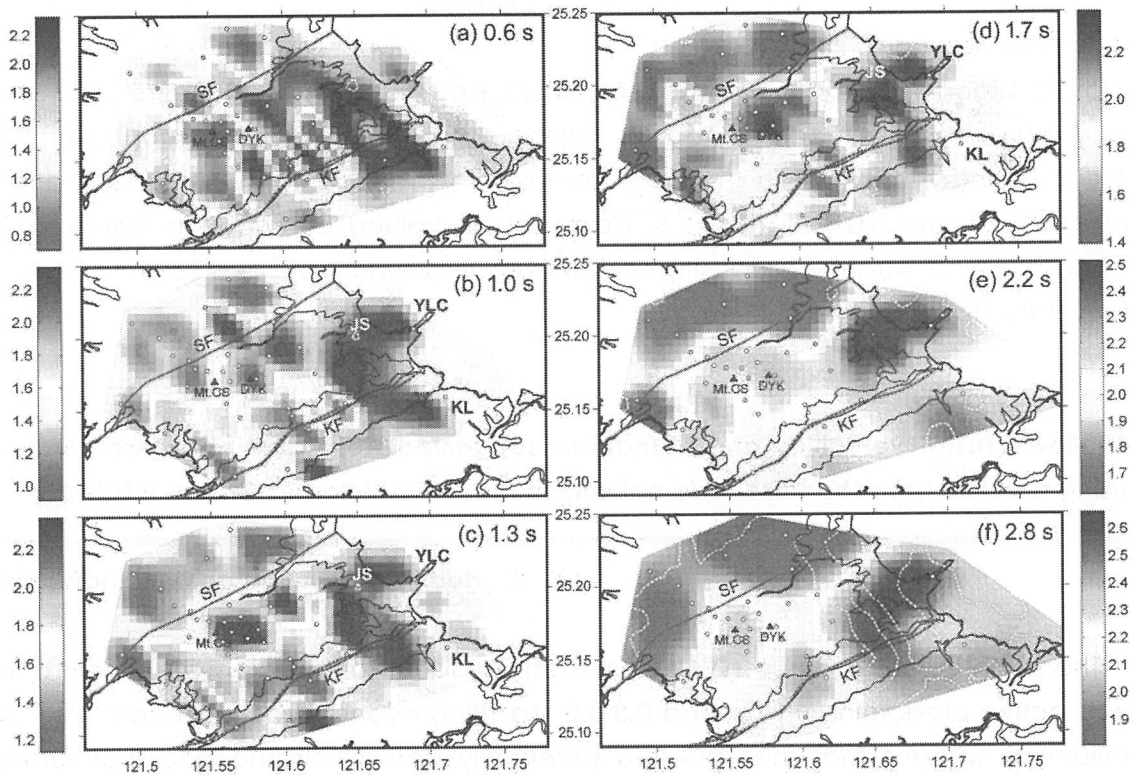 (a) 0.6 s
SF
Mt.CS
DYK
KF
2.2
2.0
1.8
1.6
1.4
1.2
1.0
0.8
(b) 1.0 s
YLC
JS
SF
Mt.CS
DYK
KF
KL
2.2
2.0
1.8
1.6
1.4
1.2
1.0
(c) 1.3 s
YLC
JS
SF
Mt.CS
KF
KL
2.0
1.8
1.6
1.4
1.2
121.5
121.55
121.6
121.65
121.7
121.75
25.25
25.20
25.15
25.10
(d) 1.7 s
YLC
JS
SF
Mt.CS
DYK
KF
KL
2.2
2.0
1.8
1.6
1.4
25.25
25.20
25.15
25.10
(e) 2.2 s
SF
Mt.CS
DYK
KF
2.5
2.4
2.3
2.2
2.1
2.0
1.9
1.8
1.7
25.25
25.20
25.15
25.10
(f) 2.8 s
SF
Mt.CS
DYK
KF
2.6
2.5
2.4
2.3
2.2
2.1
2.0
1.9
1.8
121.5
121.55
121.6
121.65
121.7
121.75